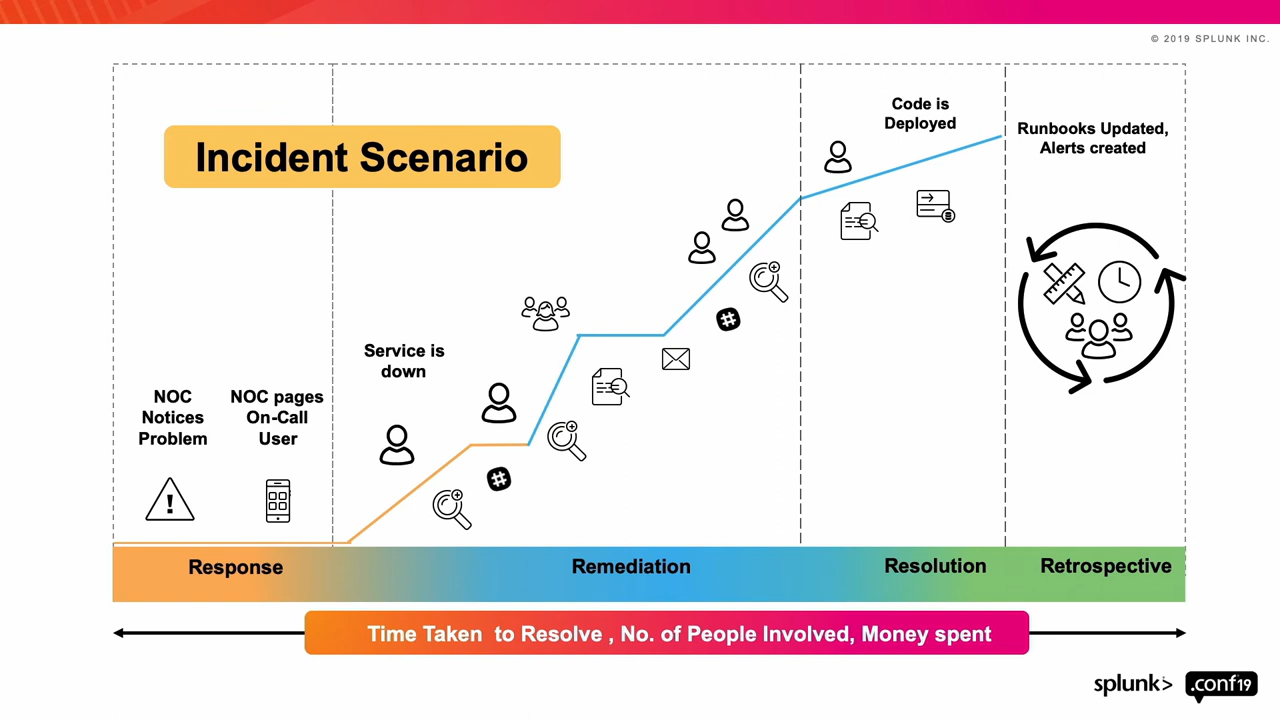 © 2019 SPLUNK INC.
Incident Scenario
Code is
Deployed
Runbooks Updated,
Alerts created
Service is
down
NOC
Notices
Problem
NOC pages
On-Call
User
Response
Remediation
Resolution
Retrospective
Time Taken  to Resolve , No. of People Involved, Money spent
splunk>
.conf19